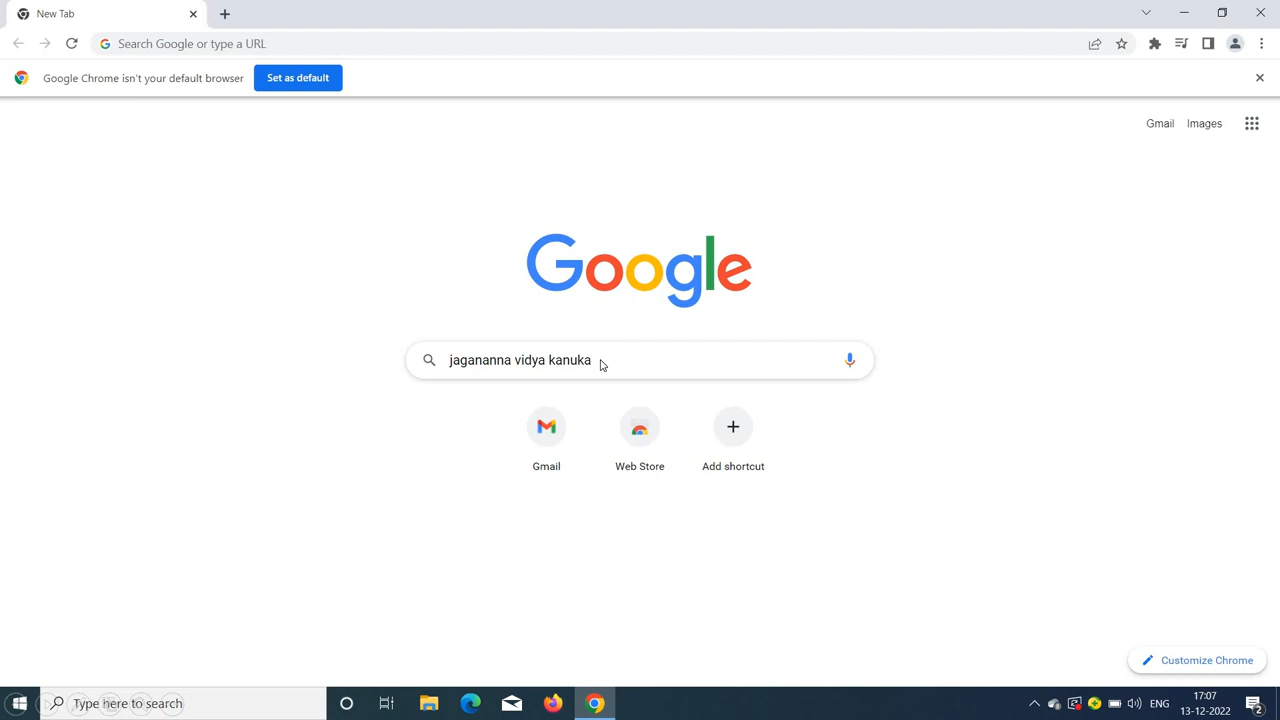 New Tab
Search Google or type a URL
Google Chrome isn't your default browser
Set as default
Gmail Images
Google
jagananna vidya kanuka
Gmail Web Store Add shortcut
Customize Chrome
Type here to search
ENG
17:07
13-12-2022
2